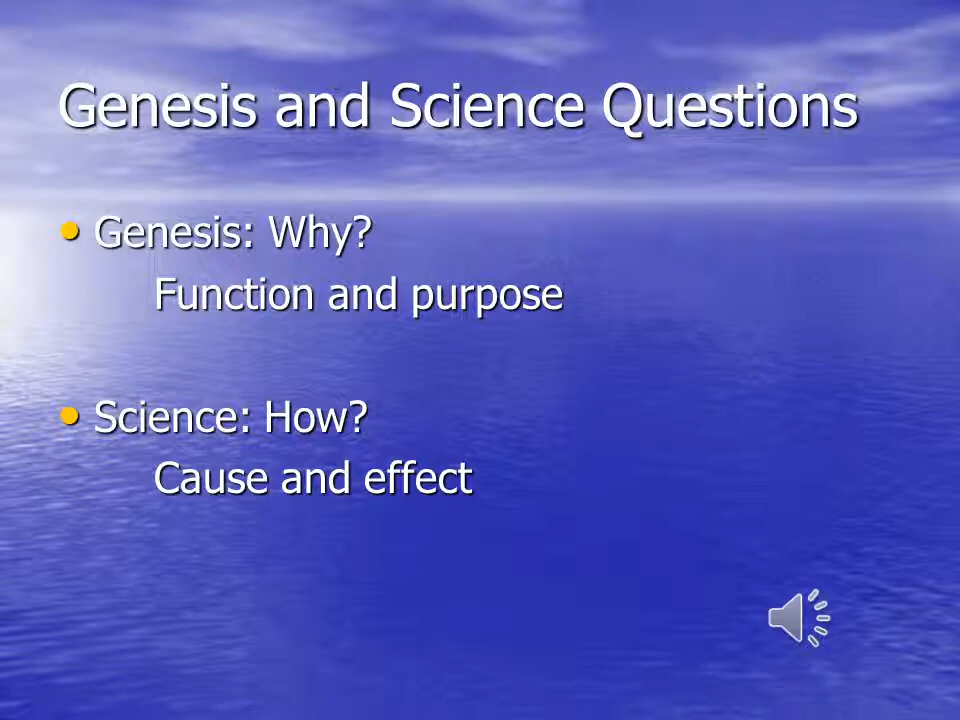 Genesis and Science Questions
• Genesis: Why?
Function and purpose
• Science: How?
Cause and effect